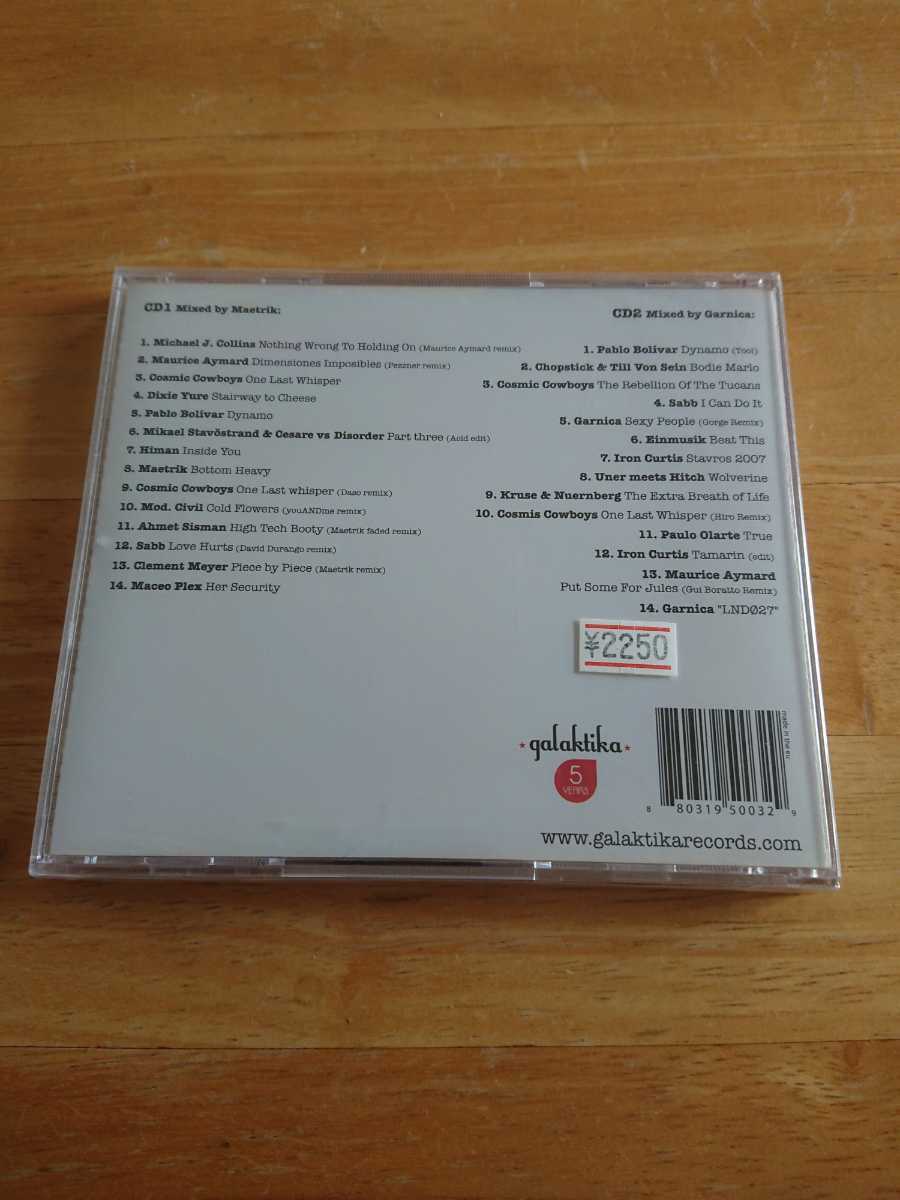 CD1 Mixed by Maetrik:
1. Michael J. Collins Nothing Wrong To Holding On (Maurice Aymard remix)
2. Maurice Aymard Dimensiones Imposibles (Pezzner remix)
3. Cosmic Cowboys One Last Whisper
4. Dixie Yure Stairway to Cheese
5. Pablo Bolivar Dynamo
6. Mikael Stavöstrand & Cesare vs Disorder Part three (Acid edit)
7. Himan Inside You
8. Maetrik Bottom Heavy
9. Cosmic Cowboys One Last whisper (Daso remix)
10. Mod. Civil Cold Flowers (youANDme remix)
11. Ahmet Sisman High Tech Booty (Maetrik faded remix)
12. Sabb Love Hurts (David Durango remix)
13. Clement Meyer Piece by Piece (Maetrik remix)
14. Maceo Plex Her Security
CD2 Mixed by Garnica:
1. Pablo Bolivar Dynamo (Tool)
2. Chopstick & Till Von Sein Bodie Marlo
3. Cosmic Cowboys The Rebellion Of The Tucans
4. Sabb I Can Do It
5. Garnica Sexy People (Gorge Remix)
6. Einmusik Beat This
7. Iron Curtis Stavros 2007
8. Uner meets Hitch Wolverine
9. Kruse & Nuernberg The Extra Breath of Life
10. Cosmis Cowboys One Last Whisper (Hiro Remix)
11. Paulo Olarte True
12. Iron Curtis Tamarin (edit)
13. Maurice Aymard
Put Some For Jules (Gui Boratto Remix)
14. Garnica "LNDØ27"
¥2250
galaktika
5
YEARS
made in the eu
8 80319 50032 9
www.galaktikarecords.com